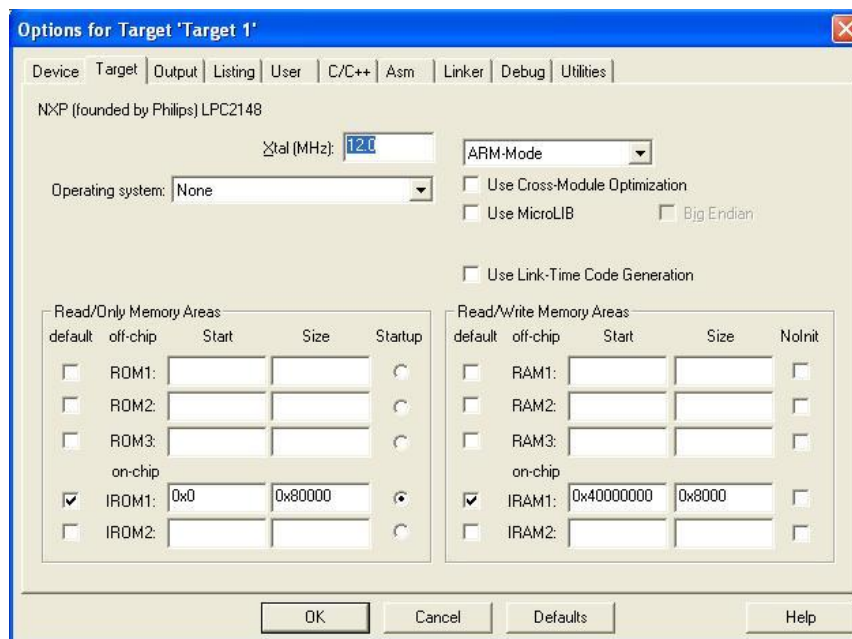 Options for Target 'Target 1'
Device Target Output Listing User C/C++ Asm Linker Debug Utilities
NXP (founded by Philips) LPC2148
Xtal (MHz): 12.0 ARM-Mode
Operating system: None Use Cross-Module Optimization
Use MicroLIB Big Endian
Use Link-Time Code Generation
Read/Only Memory Areas Read/Write Memory Areas
default off-chip Start Size Startup default off-chip Start Size NoInit
ROM1: RAM1:
ROM2: RAM2:
ROM3: RAM3:
on-chip on-chip
IROM1: 0x0 0x80000 IRAM1: 0x40000000 0x8000
IROM2: IRAM2:
OK Cancel Defaults Help